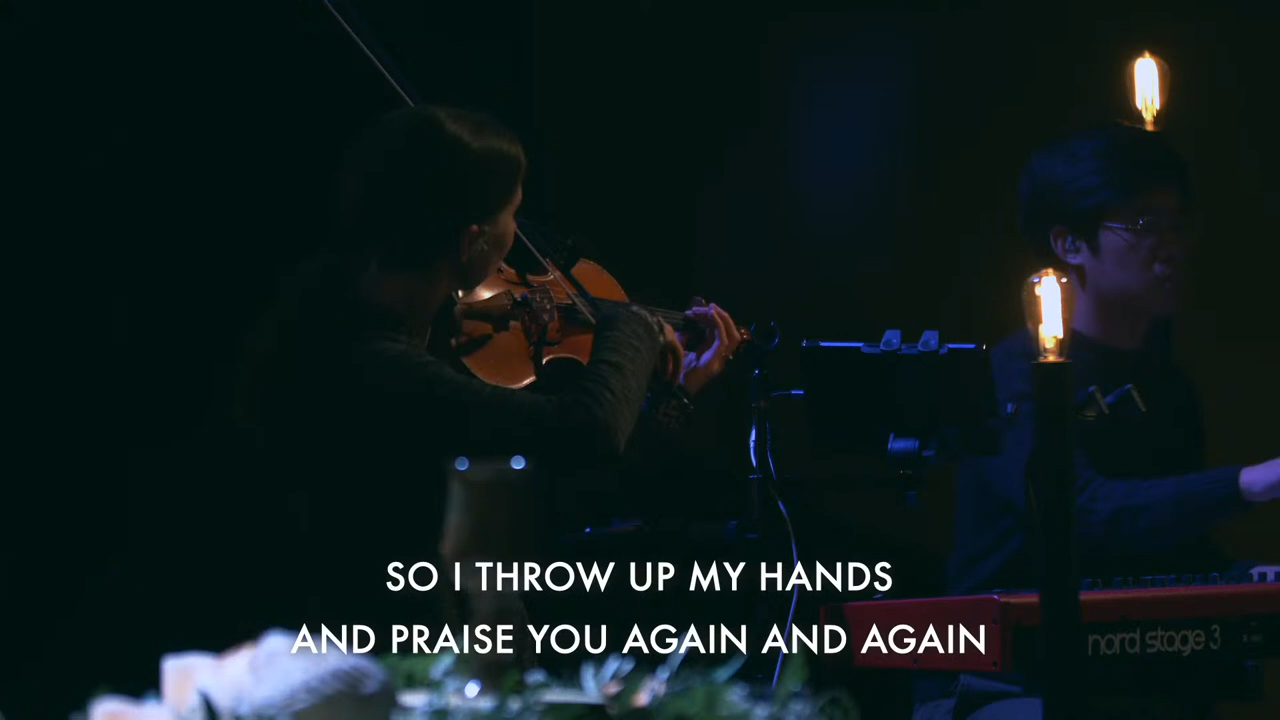 SO I THROW UP MY HANDS
AND PRAISE YOU AGAIN AND AGAIN
nord stage 3